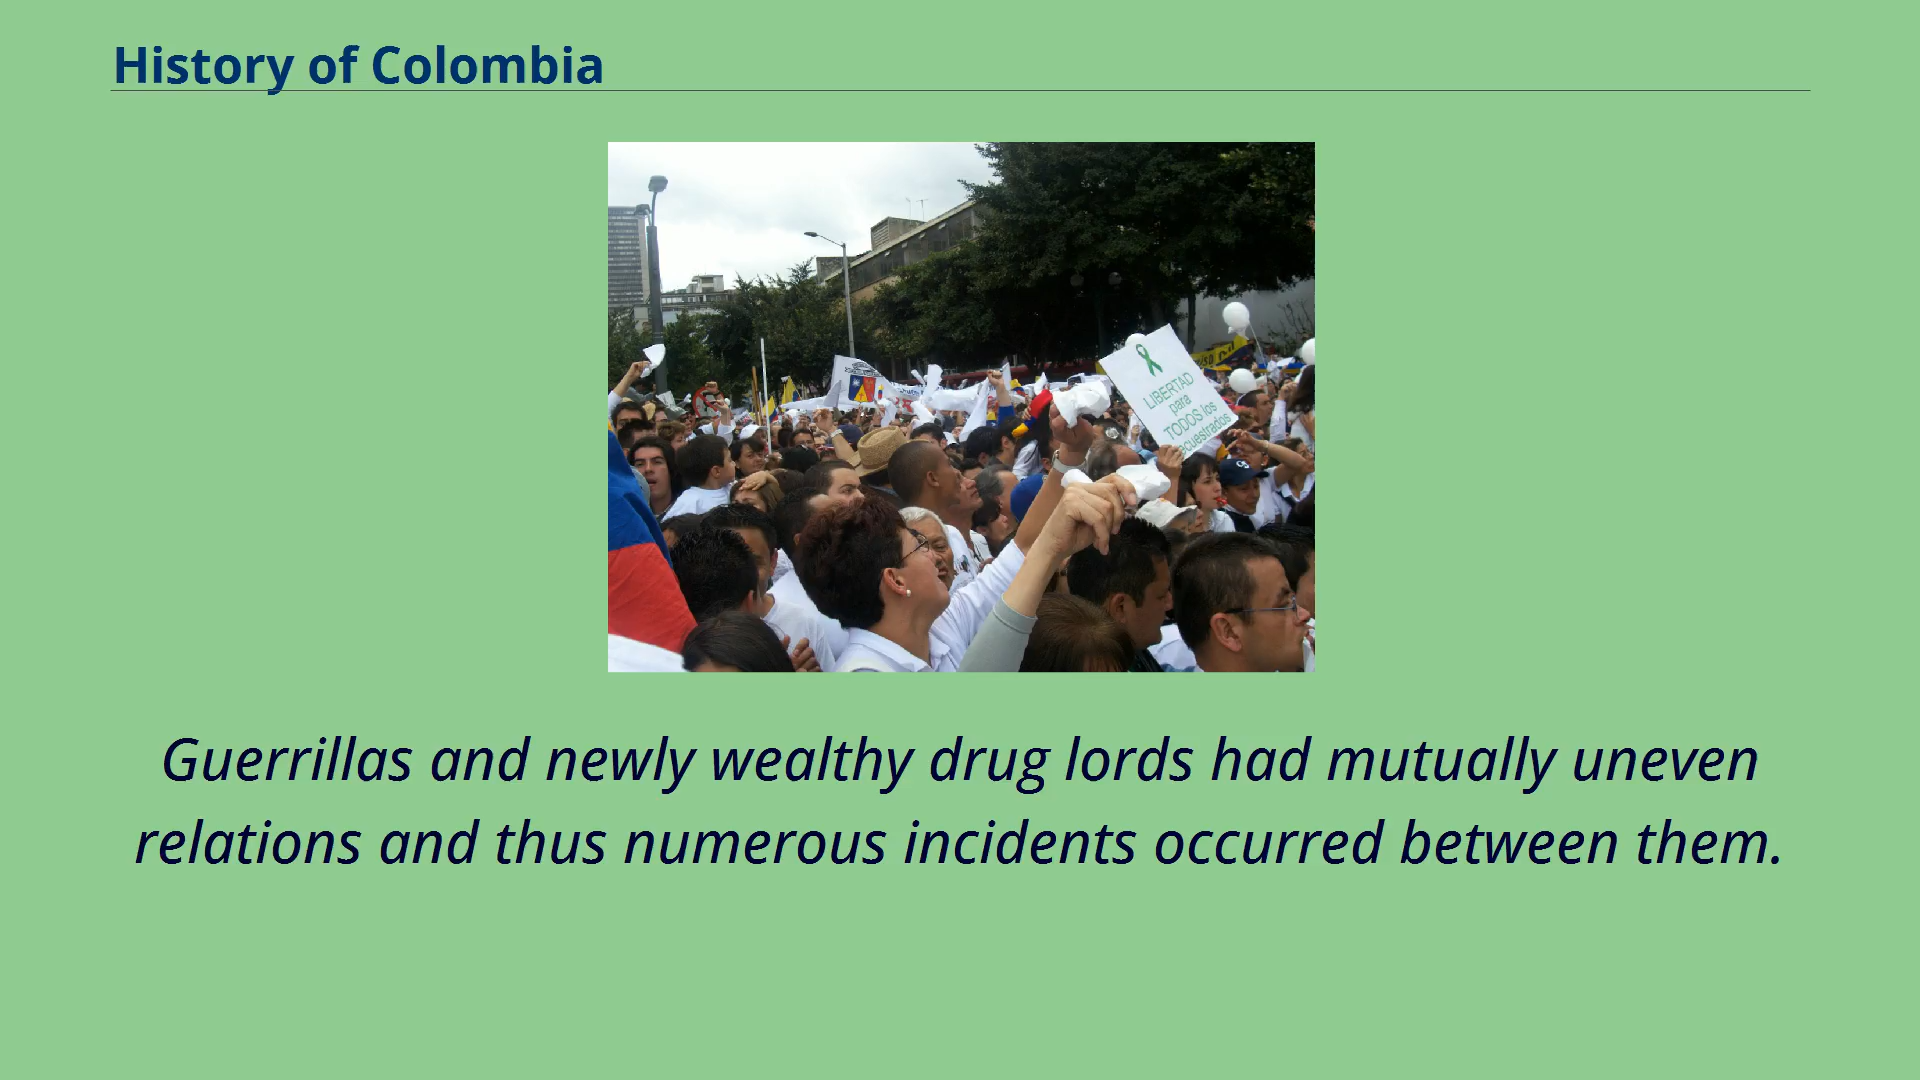 History of Colombia
LIBERTAD
para
TODOS los
Guerrillas and newly wealthy drug lords had mutually uneven
relations and thus numerous incidents occurred between them.